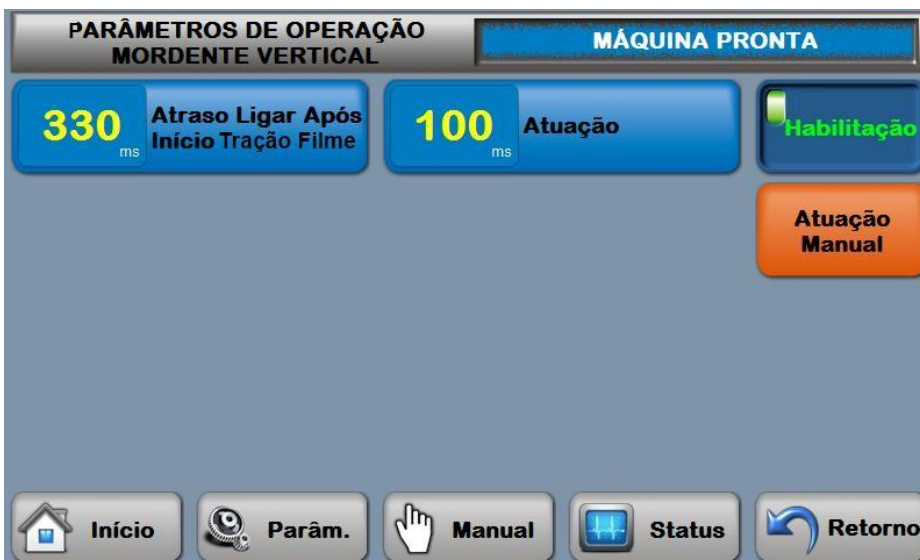 PARÂMETROS DE OPERAÇÃO
MORDENTE VERTICAL
MÁQUINA PRONTA
330 ms
Atraso Ligar Após
Início Tração Filme
100 ms
Atuação
Habilitação
Atuação
Manual
Início
Parâm.
Manual
Status
Retorno